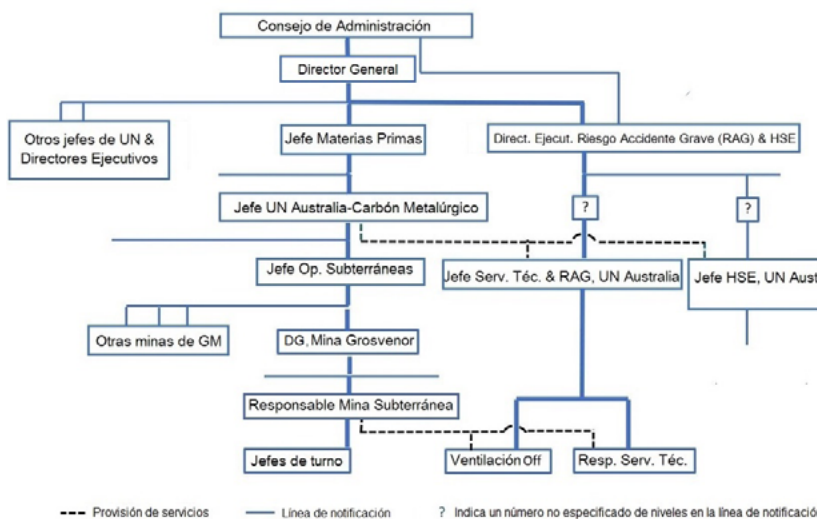 Consejo de Administración
Director General
Otros jefes de UN &
Directores Ejecutivos
Jefe Materias Primas
Direct. Ejecut. Riesgo Accidente Grave (RAG) & HSE
Jefe UN Australia-Carbón Metalúrgico
?
?
Jefe Op. Subterráneas
Jefe Serv. Téc. & RAG, UN Australia
Jefe HSE, UN Aust
Otras minas de GM
DG, Mina Grosvenor
Responsable Mina Subterránea
Jefes de turno
Ventilación Off
Resp. Serv. Téc.
Provisión de servicios
Línea de notificación
? Indica un número no especificado de niveles en la línea de notificación